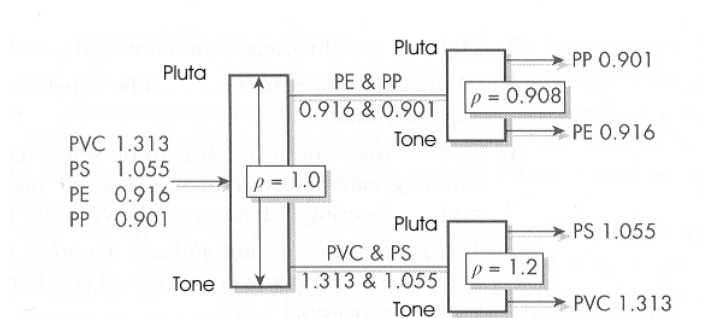 Pluta
PVC 1.313
PS 1.055
PE 0.916
PP 0.901
ρ = 1.0
Tone
PE & PP
0.916 & 0.901
Pluta
ρ = 0.908
Tone
PP 0.901
PE 0.916
PVC & PS
1.313 & 1.055
Pluta
ρ = 1.2
Tone
PS 1.055
PVC 1.313